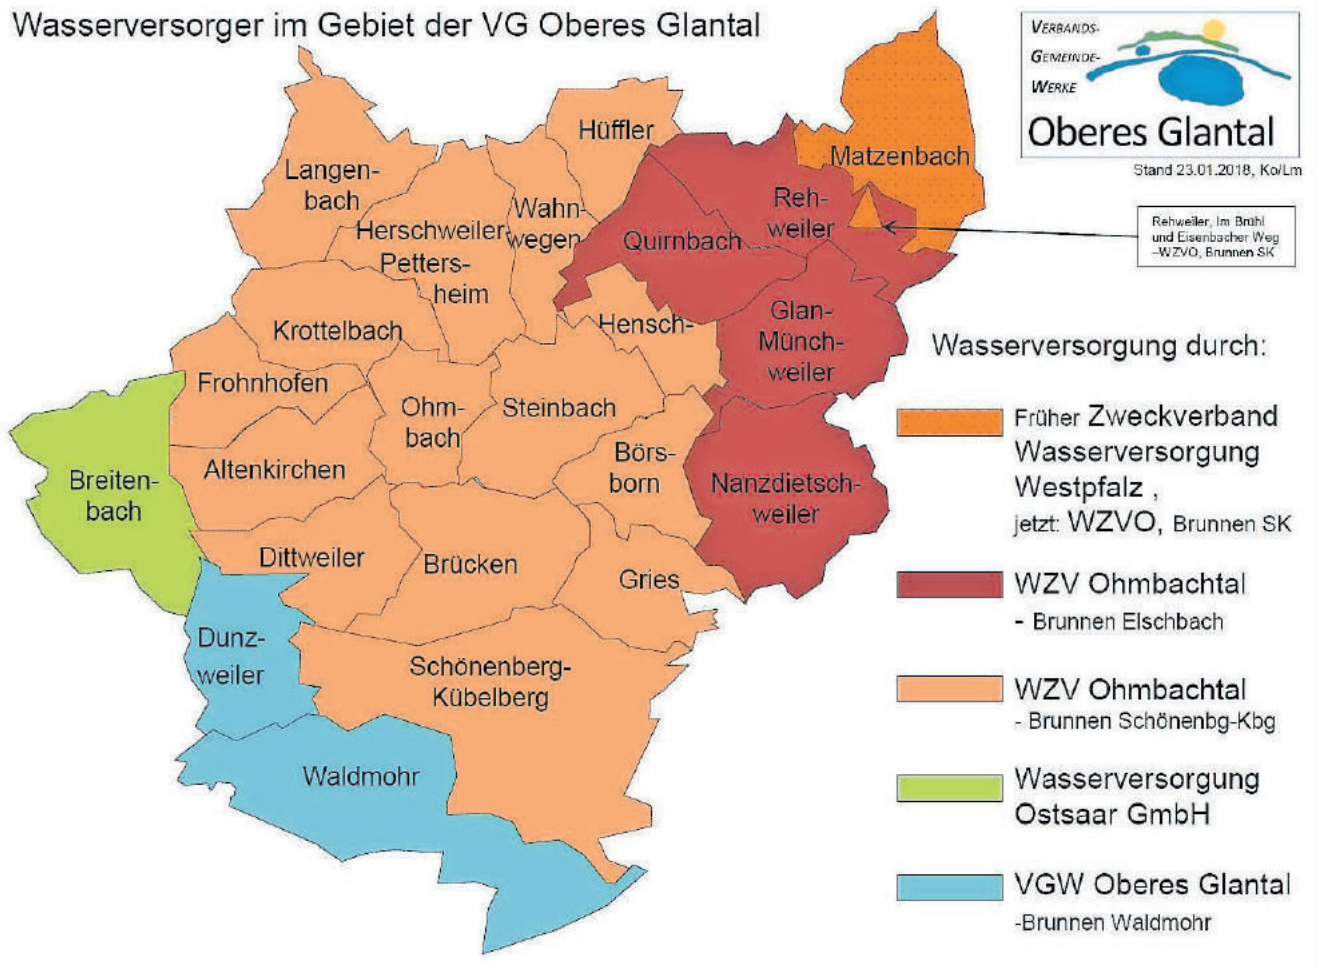 Wasserversorger im Gebiet der VG Oberes Glantal
VERBANDS-
GEMEINDE-
WERKE
Oberes Glantal
Stand 23.01.2018, Ko/Lm
Rehweiler, Im Brühl
und Eisenbacher Weg
–WZVO, Brunnen SK
Hüffler
Matzenbach
Langen-
bach
Reh-
weiler
Wahn-
wegen
Herschweiler
Petters-
heim
Quirnbach
Krottelbach
Hensch-
Glan-
Münch-
weiler
Frohnhofen
Ohm-
bach
Steinbach
Altenkirchen
Börs-
born
Nanzdietsch-
weiler
Breiten-
bach
Dittweiler
Brücken
Gries
Dunz-
weiler
Schönenberg-
Kübelberg
Waldmohr
Wasserversorgung durch:
Früher Zweckverband
Wasserversorgung
Westpfalz ,
jetzt: WZVO, Brunnen SK
WZV Ohmbachtal
- Brunnen Elschbach
WZV Ohmbachtal
- Brunnen Schönenbg-Kbg
Wasserversorgung
Ostsaar GmbH
VGW Oberes Glantal
-Brunnen Waldmohr